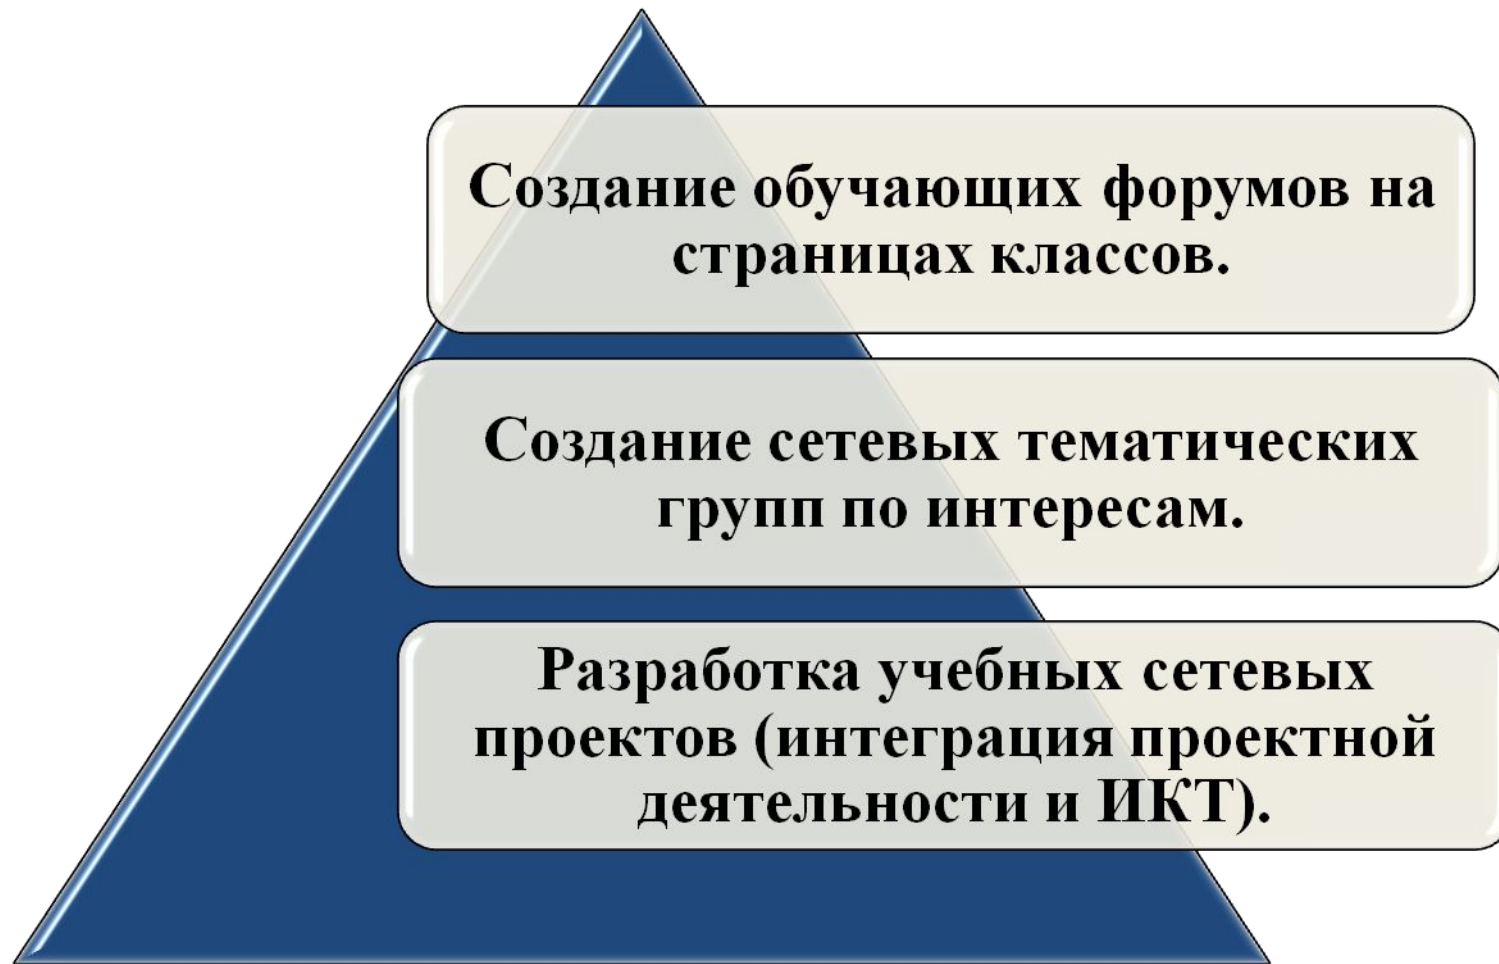 Создание обучающих форумов на
страницах классов.
Создание сетевых тематических
групп по интересам.
Разработка учебных сетевых
проектов (интеграция проектной
деятельности и ИКТ).